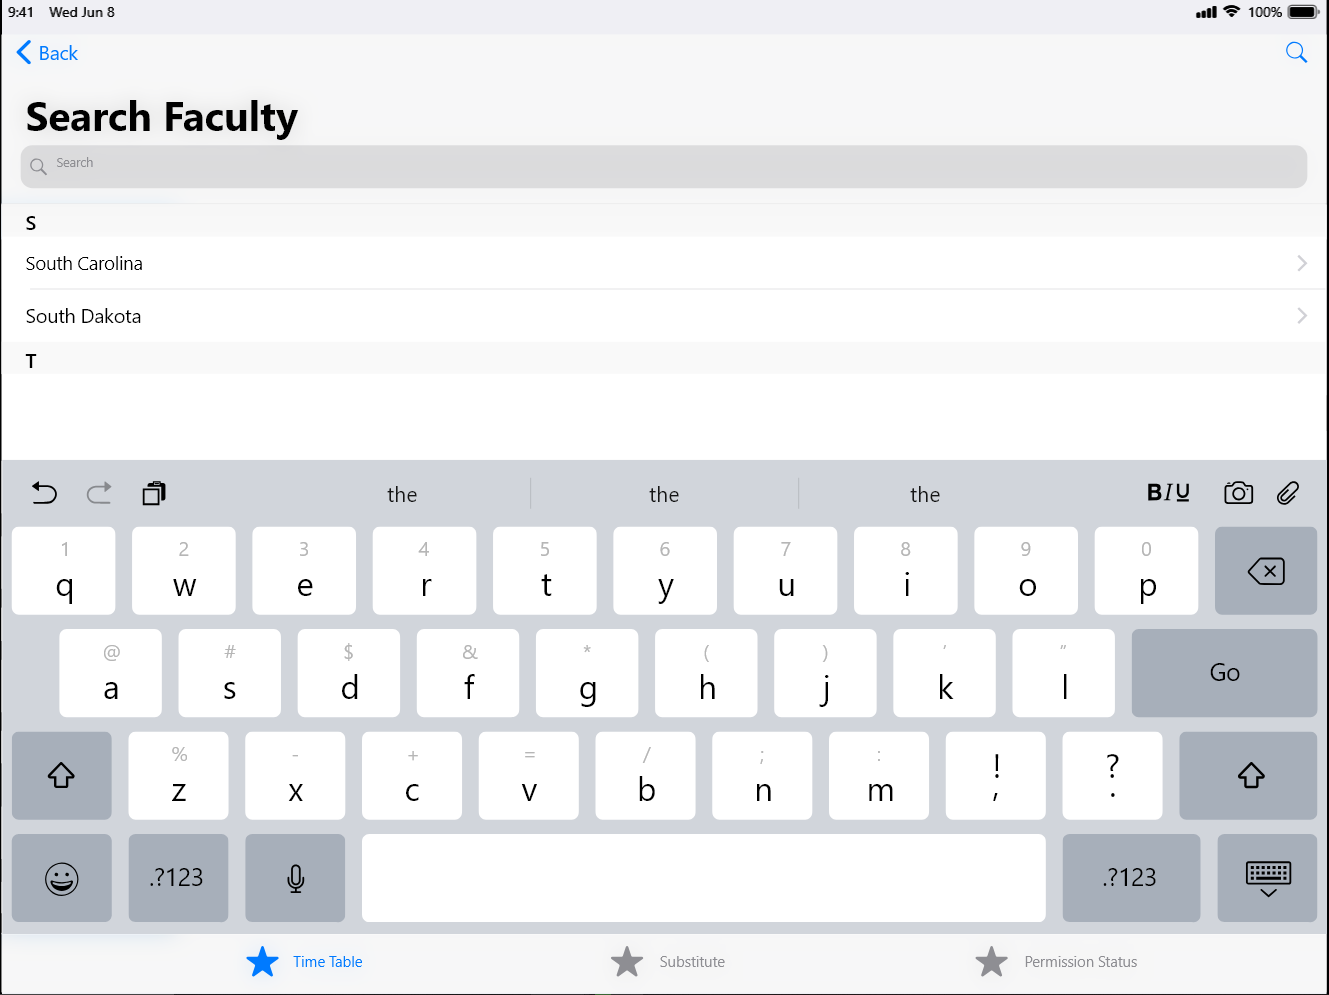 9:41 Wed Jun 8 100%
Back
Search Faculty
Search
S
South Carolina
South Dakota
T
the the the B I U
1 2 3 4 5 6 7 8 9 0
q w e r t y u i o p
@ # $ & * ( ) ' "
a s d f g h j k l Go
% - + = / ; : ! ?
z x c v b n m , .
.?123 .?123
Time Table Substitute Permission Status